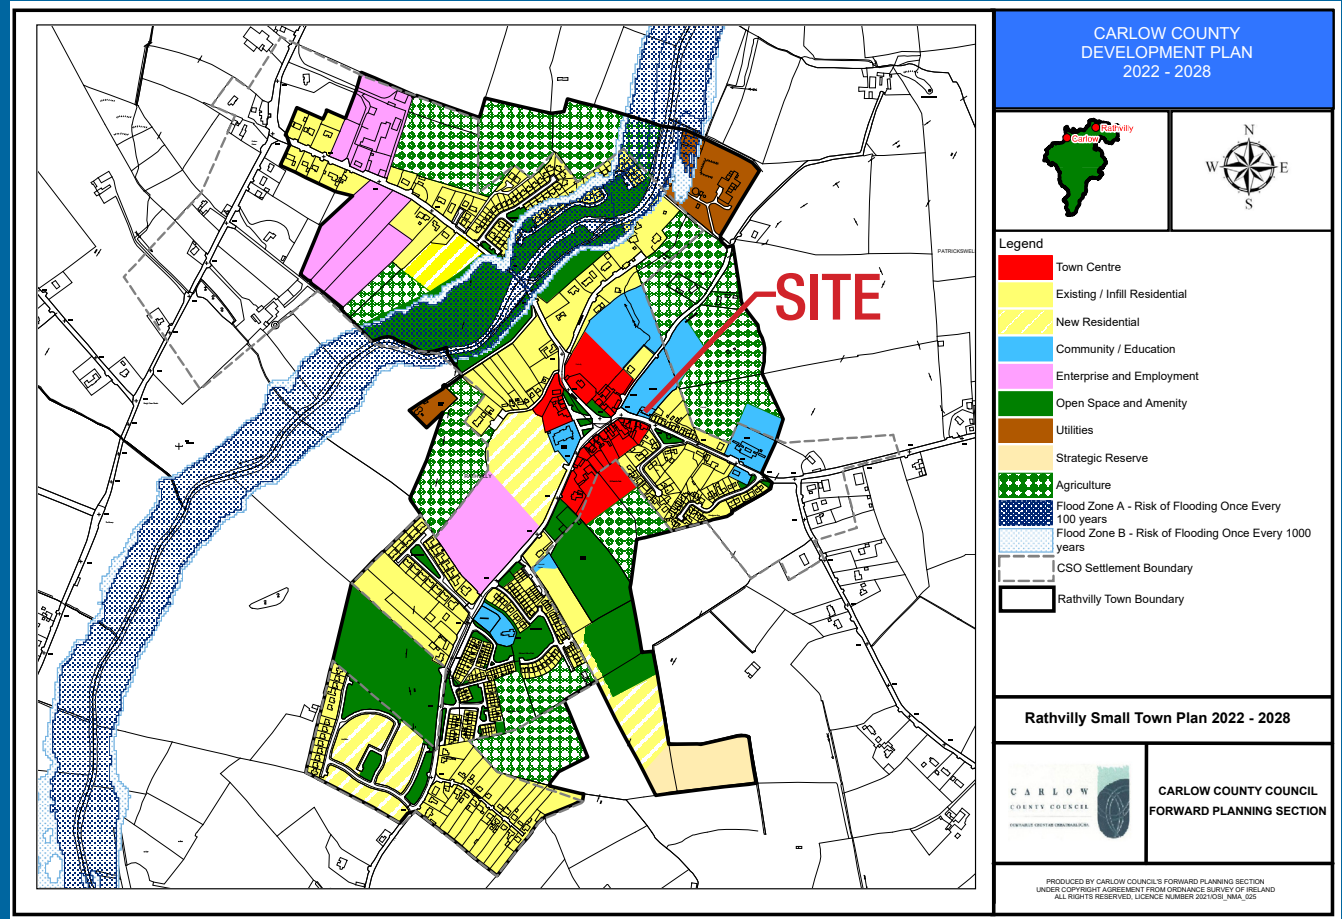 CARLOW COUNTY
DEVELOPMENT PLAN
2022 - 2028
Rathvilly
Carlow
N
W
E
S
SITE
Legend
Town Centre
Existing / Infill Residential
New Residential
Community / Education
Enterprise and Employment
Open Space and Amenity
Utilities
Strategic Reserve
Agriculture
Flood Zone A - Risk of Flooding Once Every
100 years
Flood Zone B - Risk of Flooding Once Every 1000
years
CSO Settlement Boundary
Rathvilly Town Boundary
Rathvilly Small Town Plan 2022 - 2028
CARLOW
COUNTY COUNCIL
CARLOW COUNTY COUNCIL
FORWARD PLANNING SECTION
PRODUCED BY CARLOW COUNCIL'S FORWARD PLANNING SECTION
UNDER COPYRIGHT AGREEMENT FROM ORDNANCE SURVEY OF IRELAND
ALL RIGHTS RESERVED, LICENCE NUMBER 2021/OSI_NMA_025